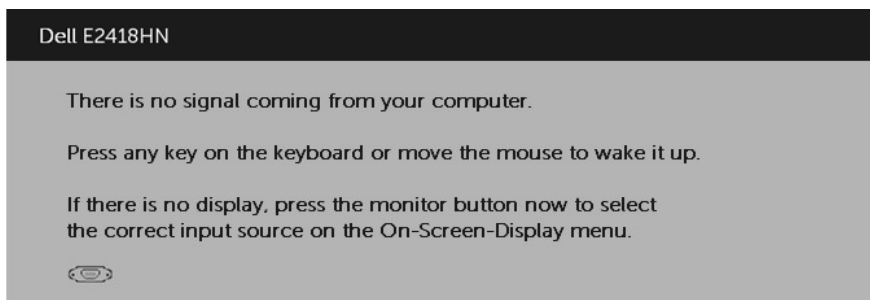 Dell E2418HN
There is no signal coming from your computer.
Press any key on the keyboard or move the mouse to wake it up.
If there is no display, press the monitor button now to select
the correct input source on the On-Screen-Display menu.